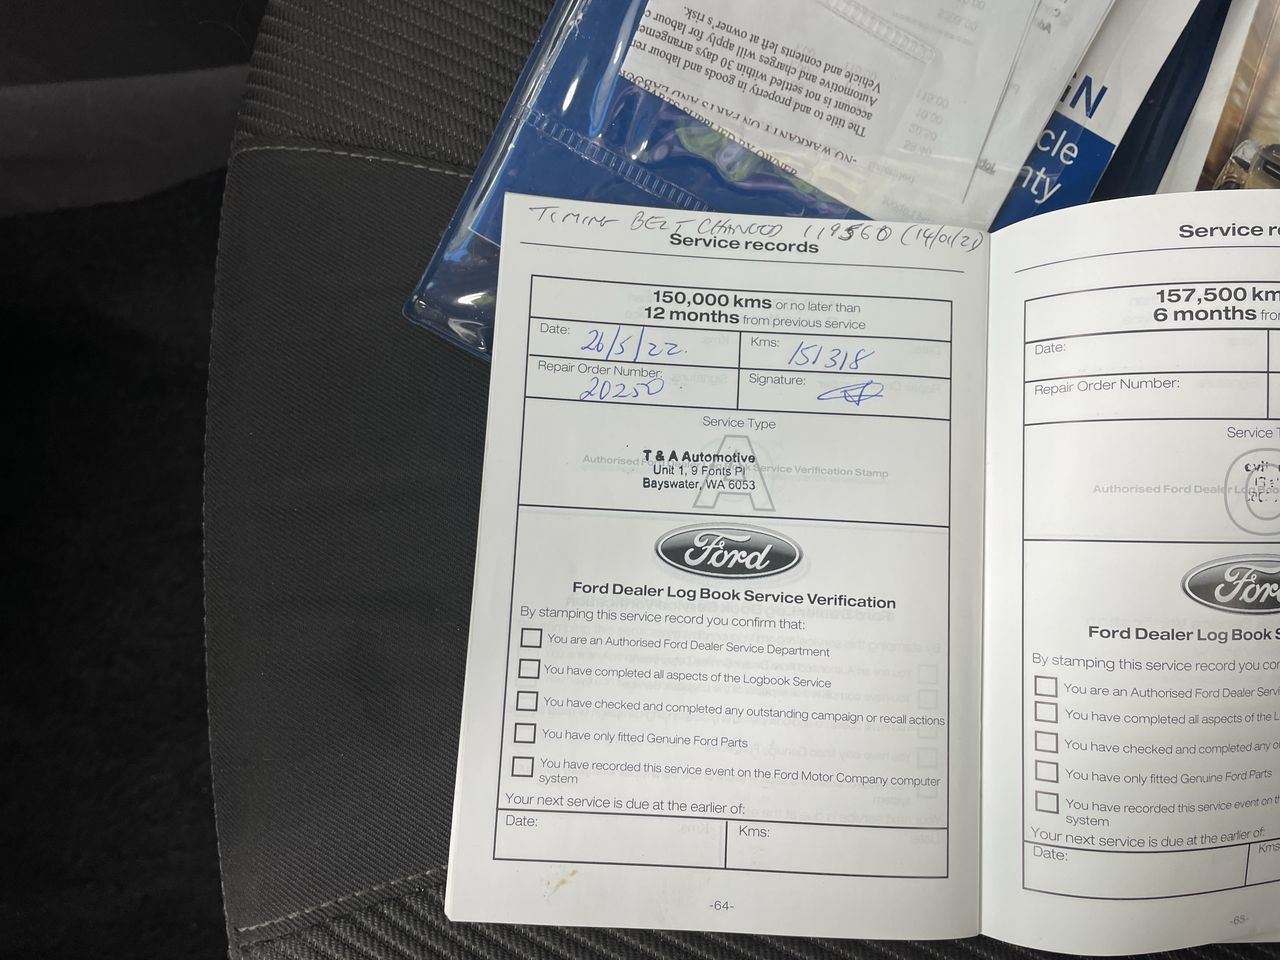 Vehicle and contents left at owner's risk.
Automotive and charges will apply for labour
account is not settled within 30 days
The title to and property in goods and labour
-NO WARRANTY ON PARTS AND LABOUR
115.00
10.00
GN
cle
nty
TIMING BELT CHANGED 119560 (14/01/21)
Service records
150,000 kms or no later than
12 months from previous service
Date: 26/5/22.
Kms: 151318
Repair Order Number: 20250
Signature:
Service Type
Authorised Ford Service Verification Stamp
A
T & A Automotive
Unit 1, 9 Fonts Pl
Bayswater, WA 6053
Ford
Ford Dealer Log Book Service Verification
By stamping this service record you confirm that:
You are an Authorised Ford Dealer Service Department
You have completed all aspects of the Logbook Service
You have checked and completed any outstanding campaign or recall actions
You have only fitted Genuine Ford Parts
You have recorded this service event on the Ford Motor Company computer
system
Your next service is due at the earlier of:
Date:
Kms:
-64-
Service r
157,500 km
6 months fro
Date:
Repair Order Number:
Service T
Authorised Ford Dealer
Ford
Ford Dealer Log Book S
By stamping this service record you co
You are an Authorised Ford Dealer Serv
You have completed all aspects of the L
You have checked and completed any o
You have only fitted Genuine Ford Parts
You have recorded this service event on th
system
Your next service is due at the earlier of:
Date:
Kms
-65-